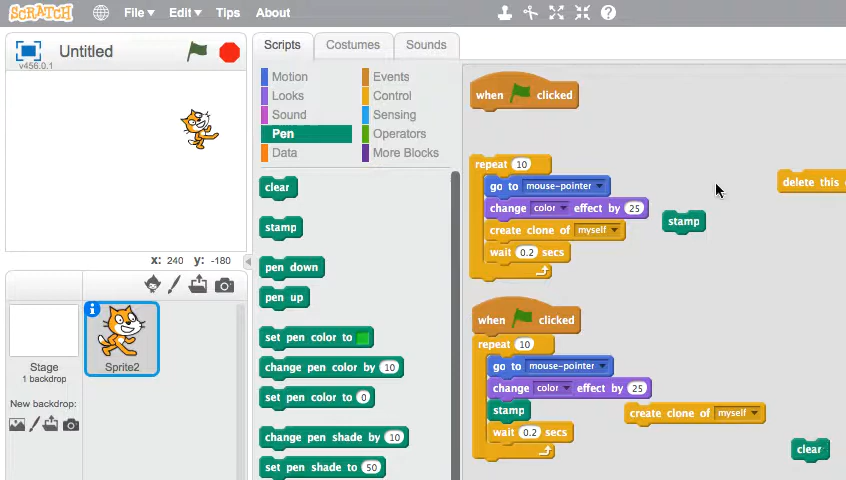 SCRATCH File▼ Edit▼ Tips About
Untitled
v456.0.1
x: 240 y: -180
Sprite2
Stage
1 backdrop
New backdrop:
Scripts Costumes Sounds
Motion Events
Looks Control
Sound Sensing
Pen Operators
Data More Blocks
clear
stamp
pen down
pen up
set pen color to
change pen color by 10
set pen color to 0
change pen shade by 10
set pen shade to 50
when clicked
repeat 10
go to mouse-pointer
change color effect by 25
create clone of myself
wait 0.2 secs
stamp
delete this
when clicked
repeat 10
go to mouse-pointer
change color effect by 25
stamp
wait 0.2 secs
create clone of myself
clear